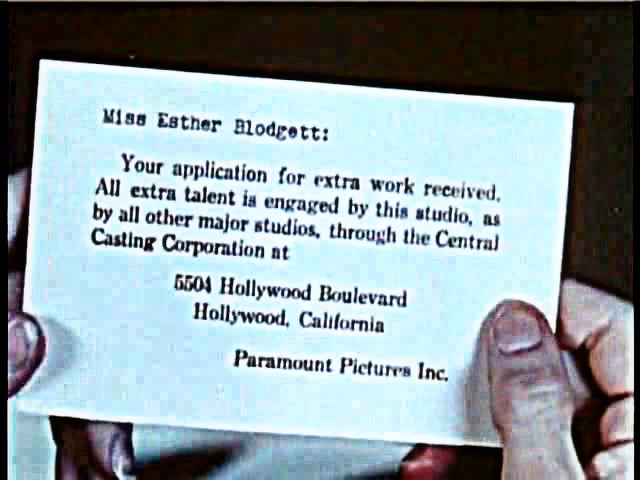 Miss Esther Blodgett:
Your application for extra work received.
All extra talent is engaged by this studio, as
by all other major studios, through the Central
Casting Corporation at
5504 Hollywood Boulevard
Hollywood, California
Paramount Pictures Inc.